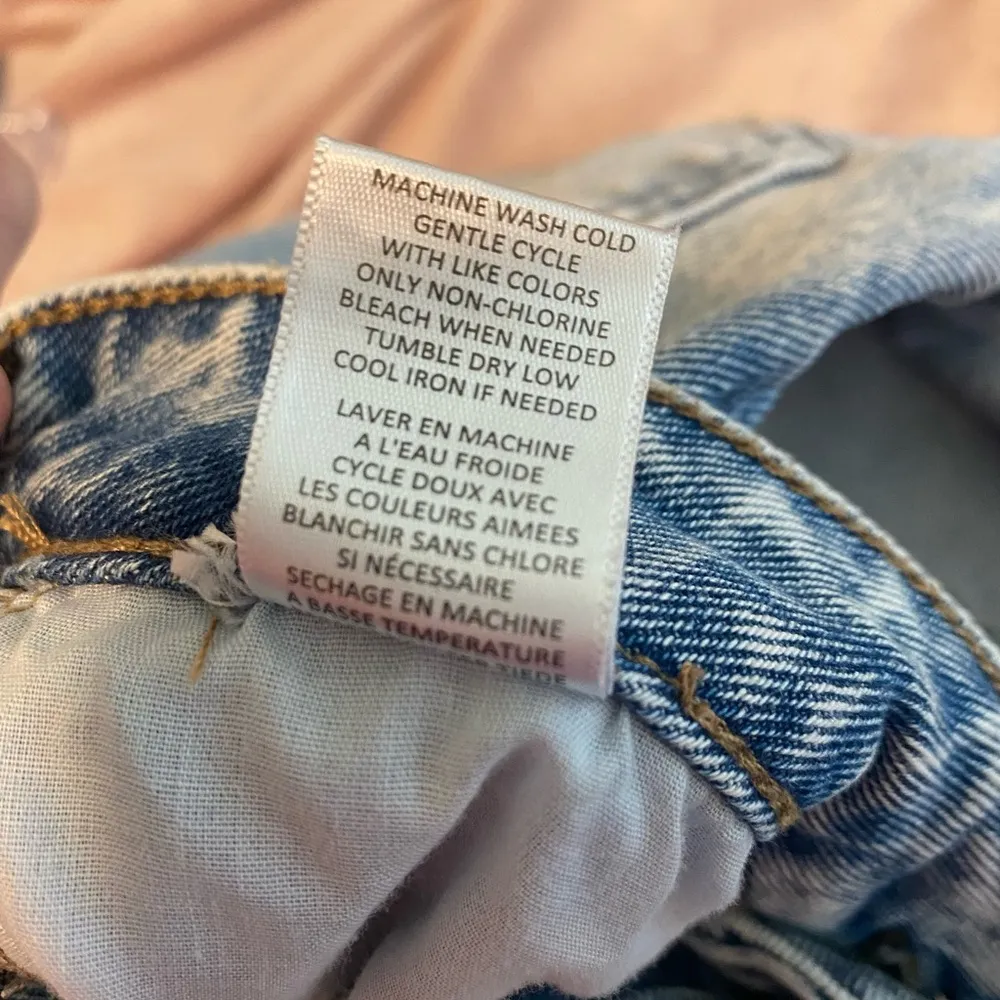 MACHINE WASH COLD
GENTLE CYCLE
WITH LIKE COLORS
ONLY NON-CHLORINE
BLEACH WHEN NEEDED
TUMBLE DRY LOW
COOL IRON IF NEEDED
LAVER EN MACHINE
A L'EAU FROIDE
CYCLE DOUX AVEC
LES COULEURS AIMEES
BLANCHIR SANS CHLORE
SI NÉCESSAIRE
SECHAGE EN MACHINE
A BASSE TEMPERATURE